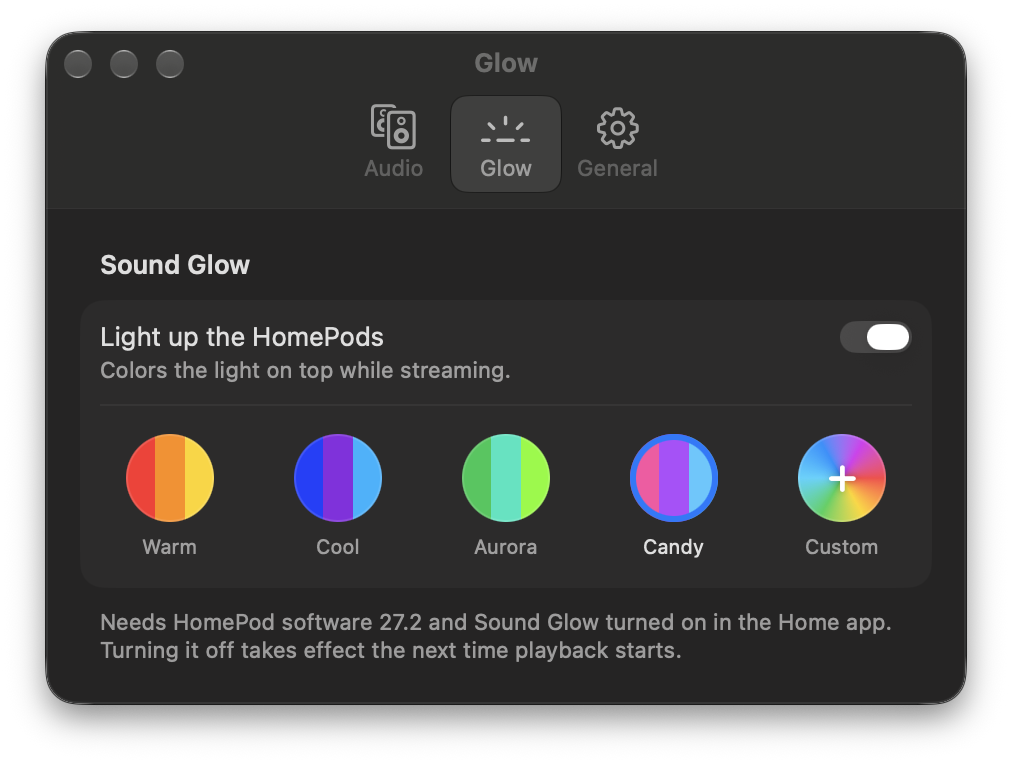 Glow
Audio
Glow
General
Sound Glow
Light up the HomePods
Colors the light on top while streaming.
Warm
Cool
Aurora
Candy
Custom
Needs HomePod software 27.2 and Sound Glow turned on in the Home app.
Turning it off takes effect the next time playback starts.